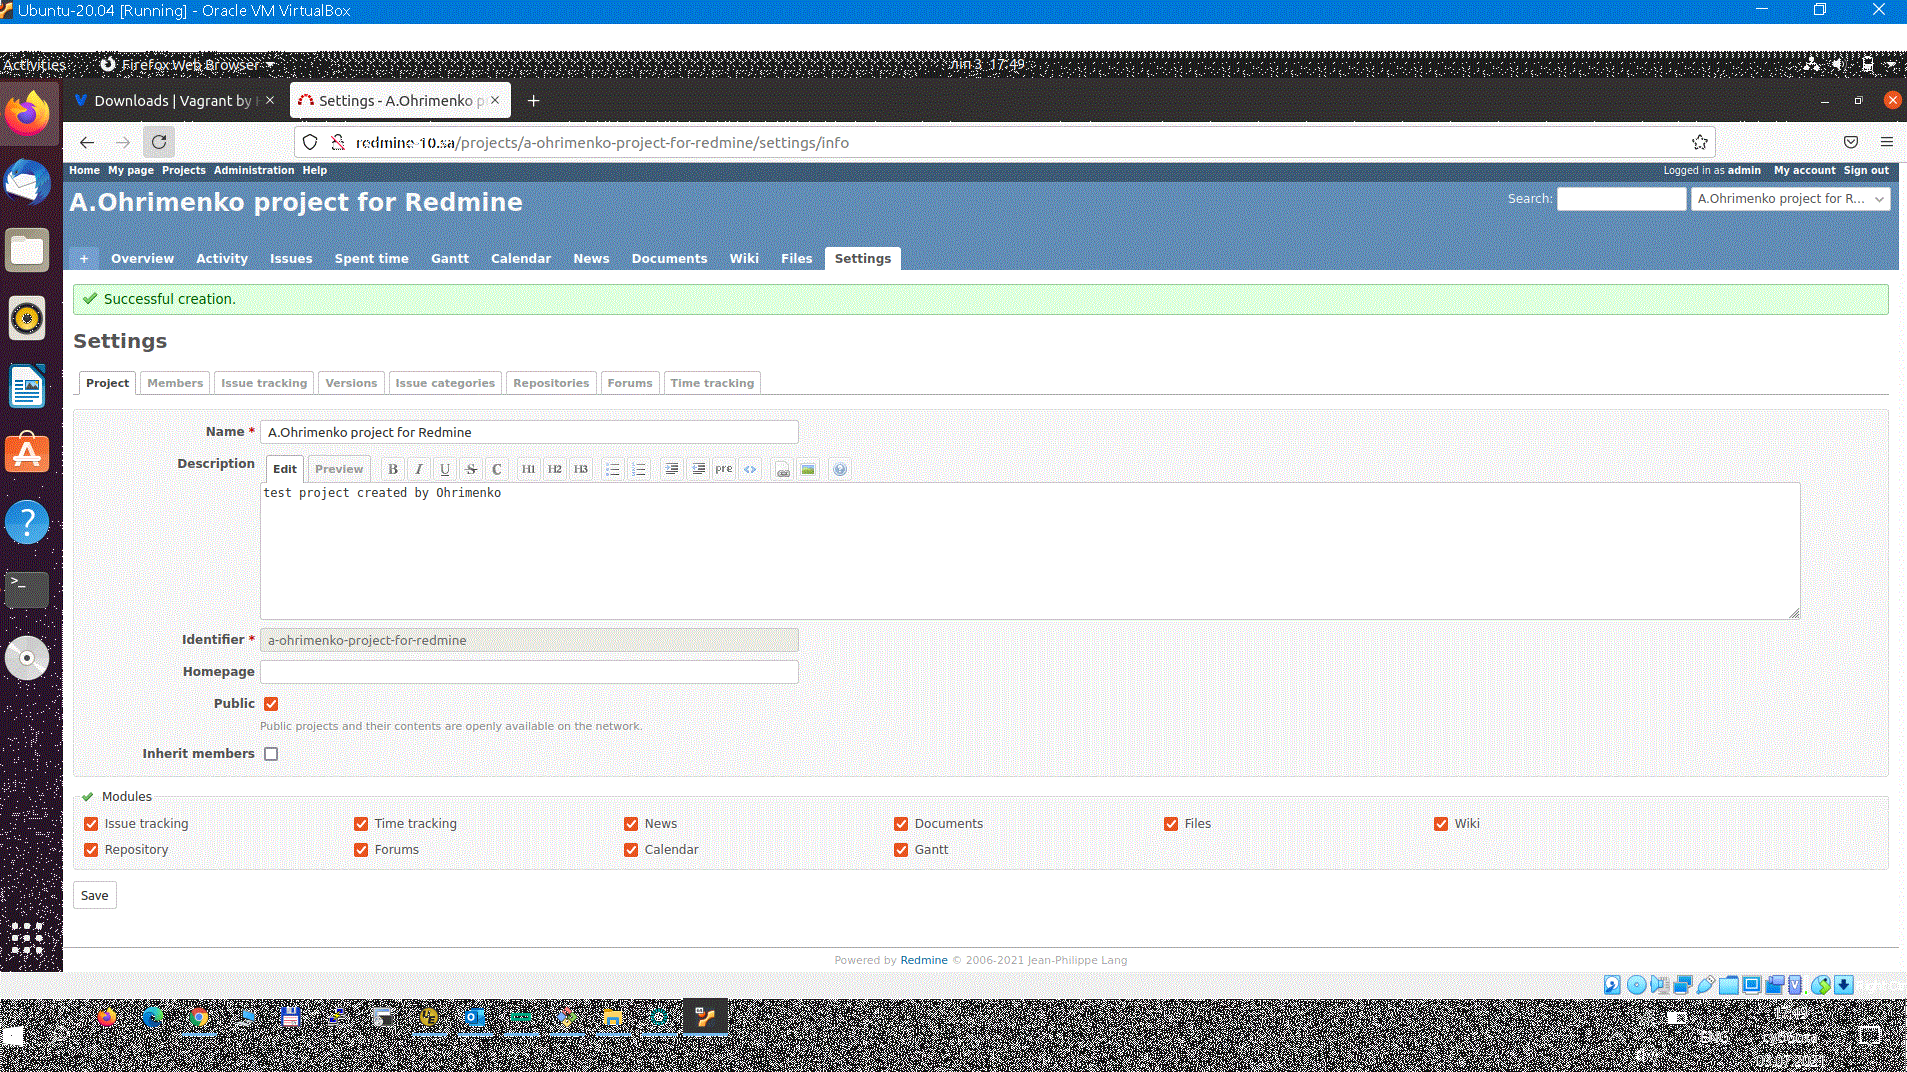 Ubuntu-20.04 [Running] - Oracle VM VirtualBox
Activities Firefox Web Browser ліп 3 17:49
Downloads | Vagrant by H Settings - A.Ohrimenko p
redmine-10.sa/projects/a-ohrimenko-project-for-redmine/settings/info
Home My page Projects Administration Help Logged in as admin My account Sign out
A.Ohrimenko project for Redmine Search: A.Ohrimenko project for R...
+ Overview Activity Issues Spent time Gantt Calendar News Documents Wiki Files Settings
Successful creation.
Settings
Project Members Issue tracking Versions Issue categories Repositories Forums Time tracking
Name * A.Ohrimenko project for Redmine
Description Edit Preview B I U S C H1 H2 H3 pre <>
test project created by Ohrimenko
Identifier * a-ohrimenko-project-for-redmine
Homepage
Public
Public projects and their contents are openly available on the network.
Inherit members
Modules
Issue tracking Time tracking News Documents Files Wiki
Repository Forums Calendar Gantt
Save
Powered by Redmine © 2006-2021 Jean-Philippe Lang